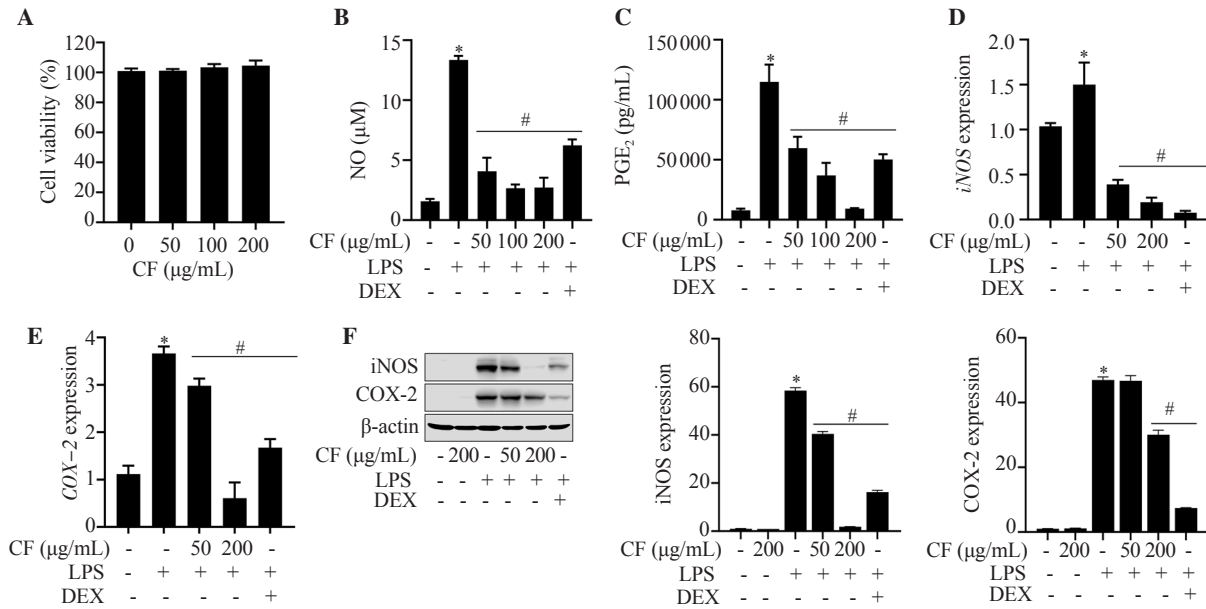 A
Cell viability (%)
120
100
80
60
40
20
0
0 50 100 200
CF (μg/mL)
B
NO (μM)
15
10
5
0
*
#
CF (μg/mL) - - 50 100 200 -
LPS - + + + + +
DEX - - - - - +
C
PGE₂ (pg/mL)
150 000
100 000
50 000
0
*
#
CF (μg/mL) - - 50 100 200 -
LPS - + + + + +
DEX - - - - - +
D
iNOS expression
2.0
1.5
1.0
0.5
0.0
*
#
CF (μg/mL) - - 50 200 -
LPS - + + + +
DEX - - - - +
E
COX−2 expression
4
3
2
1
0
*
#
CF (μg/mL) - - 50 200 -
LPS - + + + +
DEX - - - - +
F
iNOS
COX-2
β-actin
CF (μg/mL) - 200 - 50 200 -
LPS - - + + + +
DEX - - - - - +
iNOS expression
60
40
20
0
*
#
CF (μg/mL) - 200 - 50 200 -
LPS - - + + + +
DEX - - - - - +
COX-2 expression
60
40
20
0
*
#
CF (μg/mL) - 200 - 50 200 -
LPS - - + + + +
DEX - - - - - +